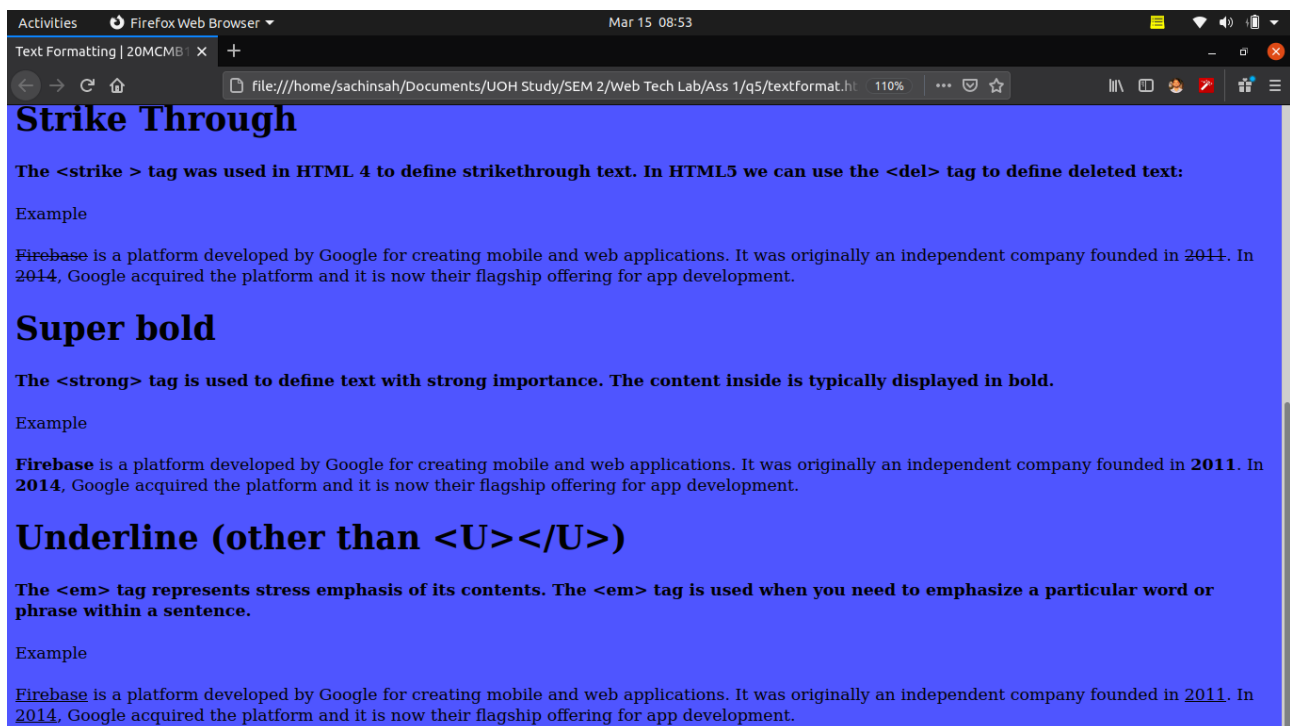 Activities Firefox Web Browser Mar 15 08:53
Text Formatting | 20MCMB1
file:///home/sachinsah/Documents/UOH Study/SEM 2/Web Tech Lab/Ass 1/q5/textformat.ht 110%
Strike Through
The <strike > tag was used in HTML 4 to define strikethrough text. In HTML5 we can use the <del> tag to define deleted text:
Example
Firebase is a platform developed by Google for creating mobile and web applications. It was originally an independent company founded in 2011. In
2014, Google acquired the platform and it is now their flagship offering for app development.
Super bold
The <strong> tag is used to define text with strong importance. The content inside is typically displayed in bold.
Example
Firebase is a platform developed by Google for creating mobile and web applications. It was originally an independent company founded in 2011. In
2014, Google acquired the platform and it is now their flagship offering for app development.
Underline (other than <U></U>)
The <em> tag represents stress emphasis of its contents. The <em> tag is used when you need to emphasize a particular word or
phrase within a sentence.
Example
Firebase is a platform developed by Google for creating mobile and web applications. It was originally an independent company founded in 2011. In
2014, Google acquired the platform and it is now their flagship offering for app development.